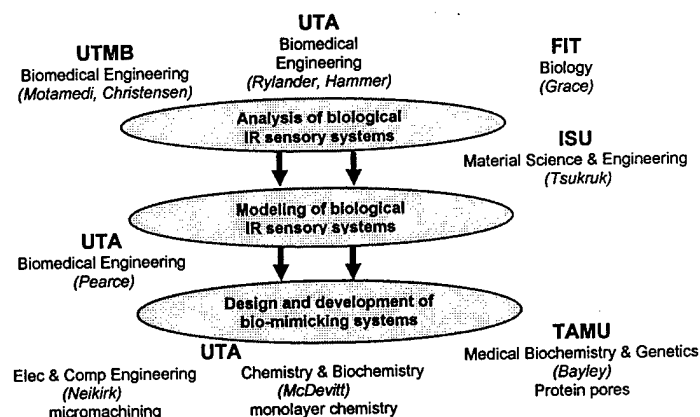 UTMB
Biomedical Engineering
(Motamedi, Christensen)
UTA
Biomedical
Engineering
(Rylander, Hammer)
FIT
Biology
(Grace)
Analysis of biological
IR sensory systems
ISU
Material Science & Engineering
(Tsukruk)
Modeling of biological
IR sensory systems
UTA
Biomedical Engineering
(Pearce)
Design and development of
bio-mimicking systems
UTA
Elec & Comp Engineering
(Neikirk)
micromachining
Chemistry & Biochemistry
(McDevitt)
monolayer chemistry
TAMU
Medical Biochemistry & Genetics
(Bayley)
Protein pores